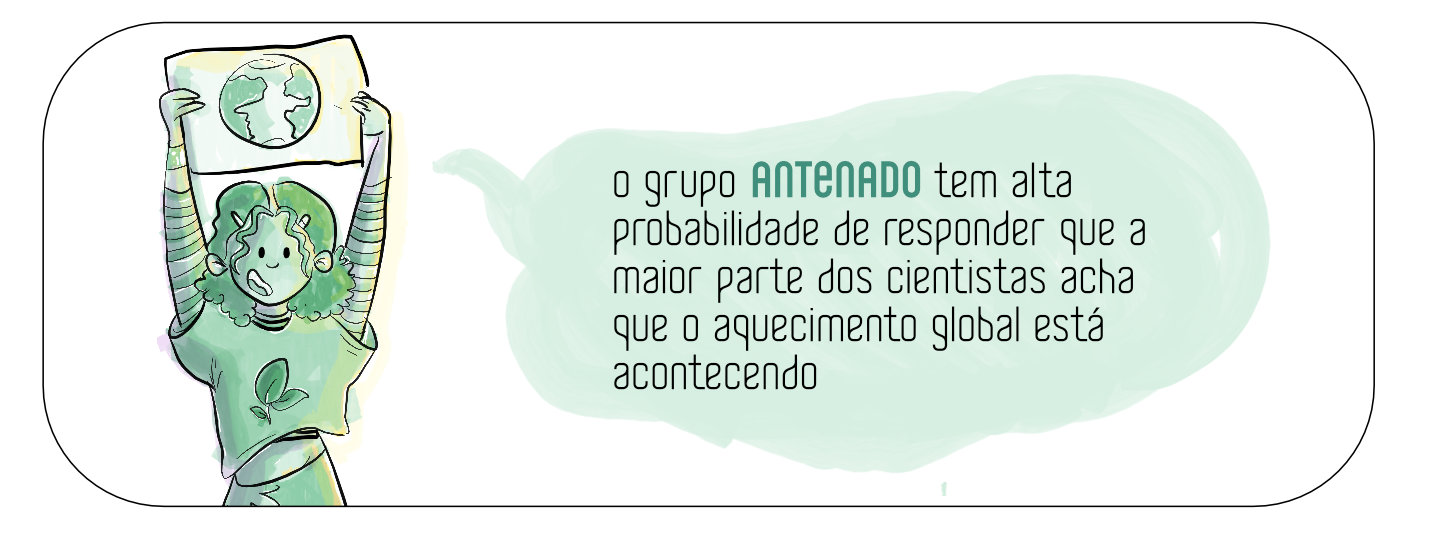 o grupo ANTENADO tem alta
probabilidade de responder que a
maior parte dos cientistas acha
que o aquecimento global está
acontecendo